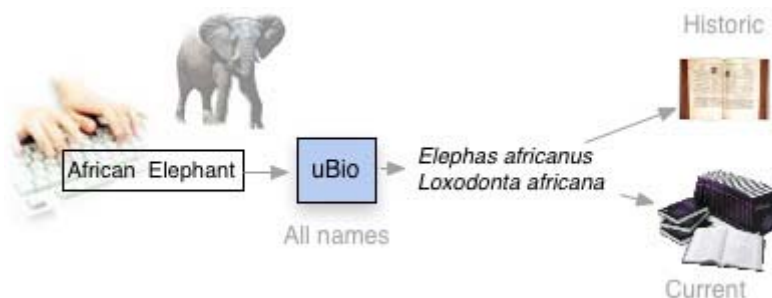 Historic
African Elephant
uBio
Elephas africanus
Loxodonta africana
All names
Current